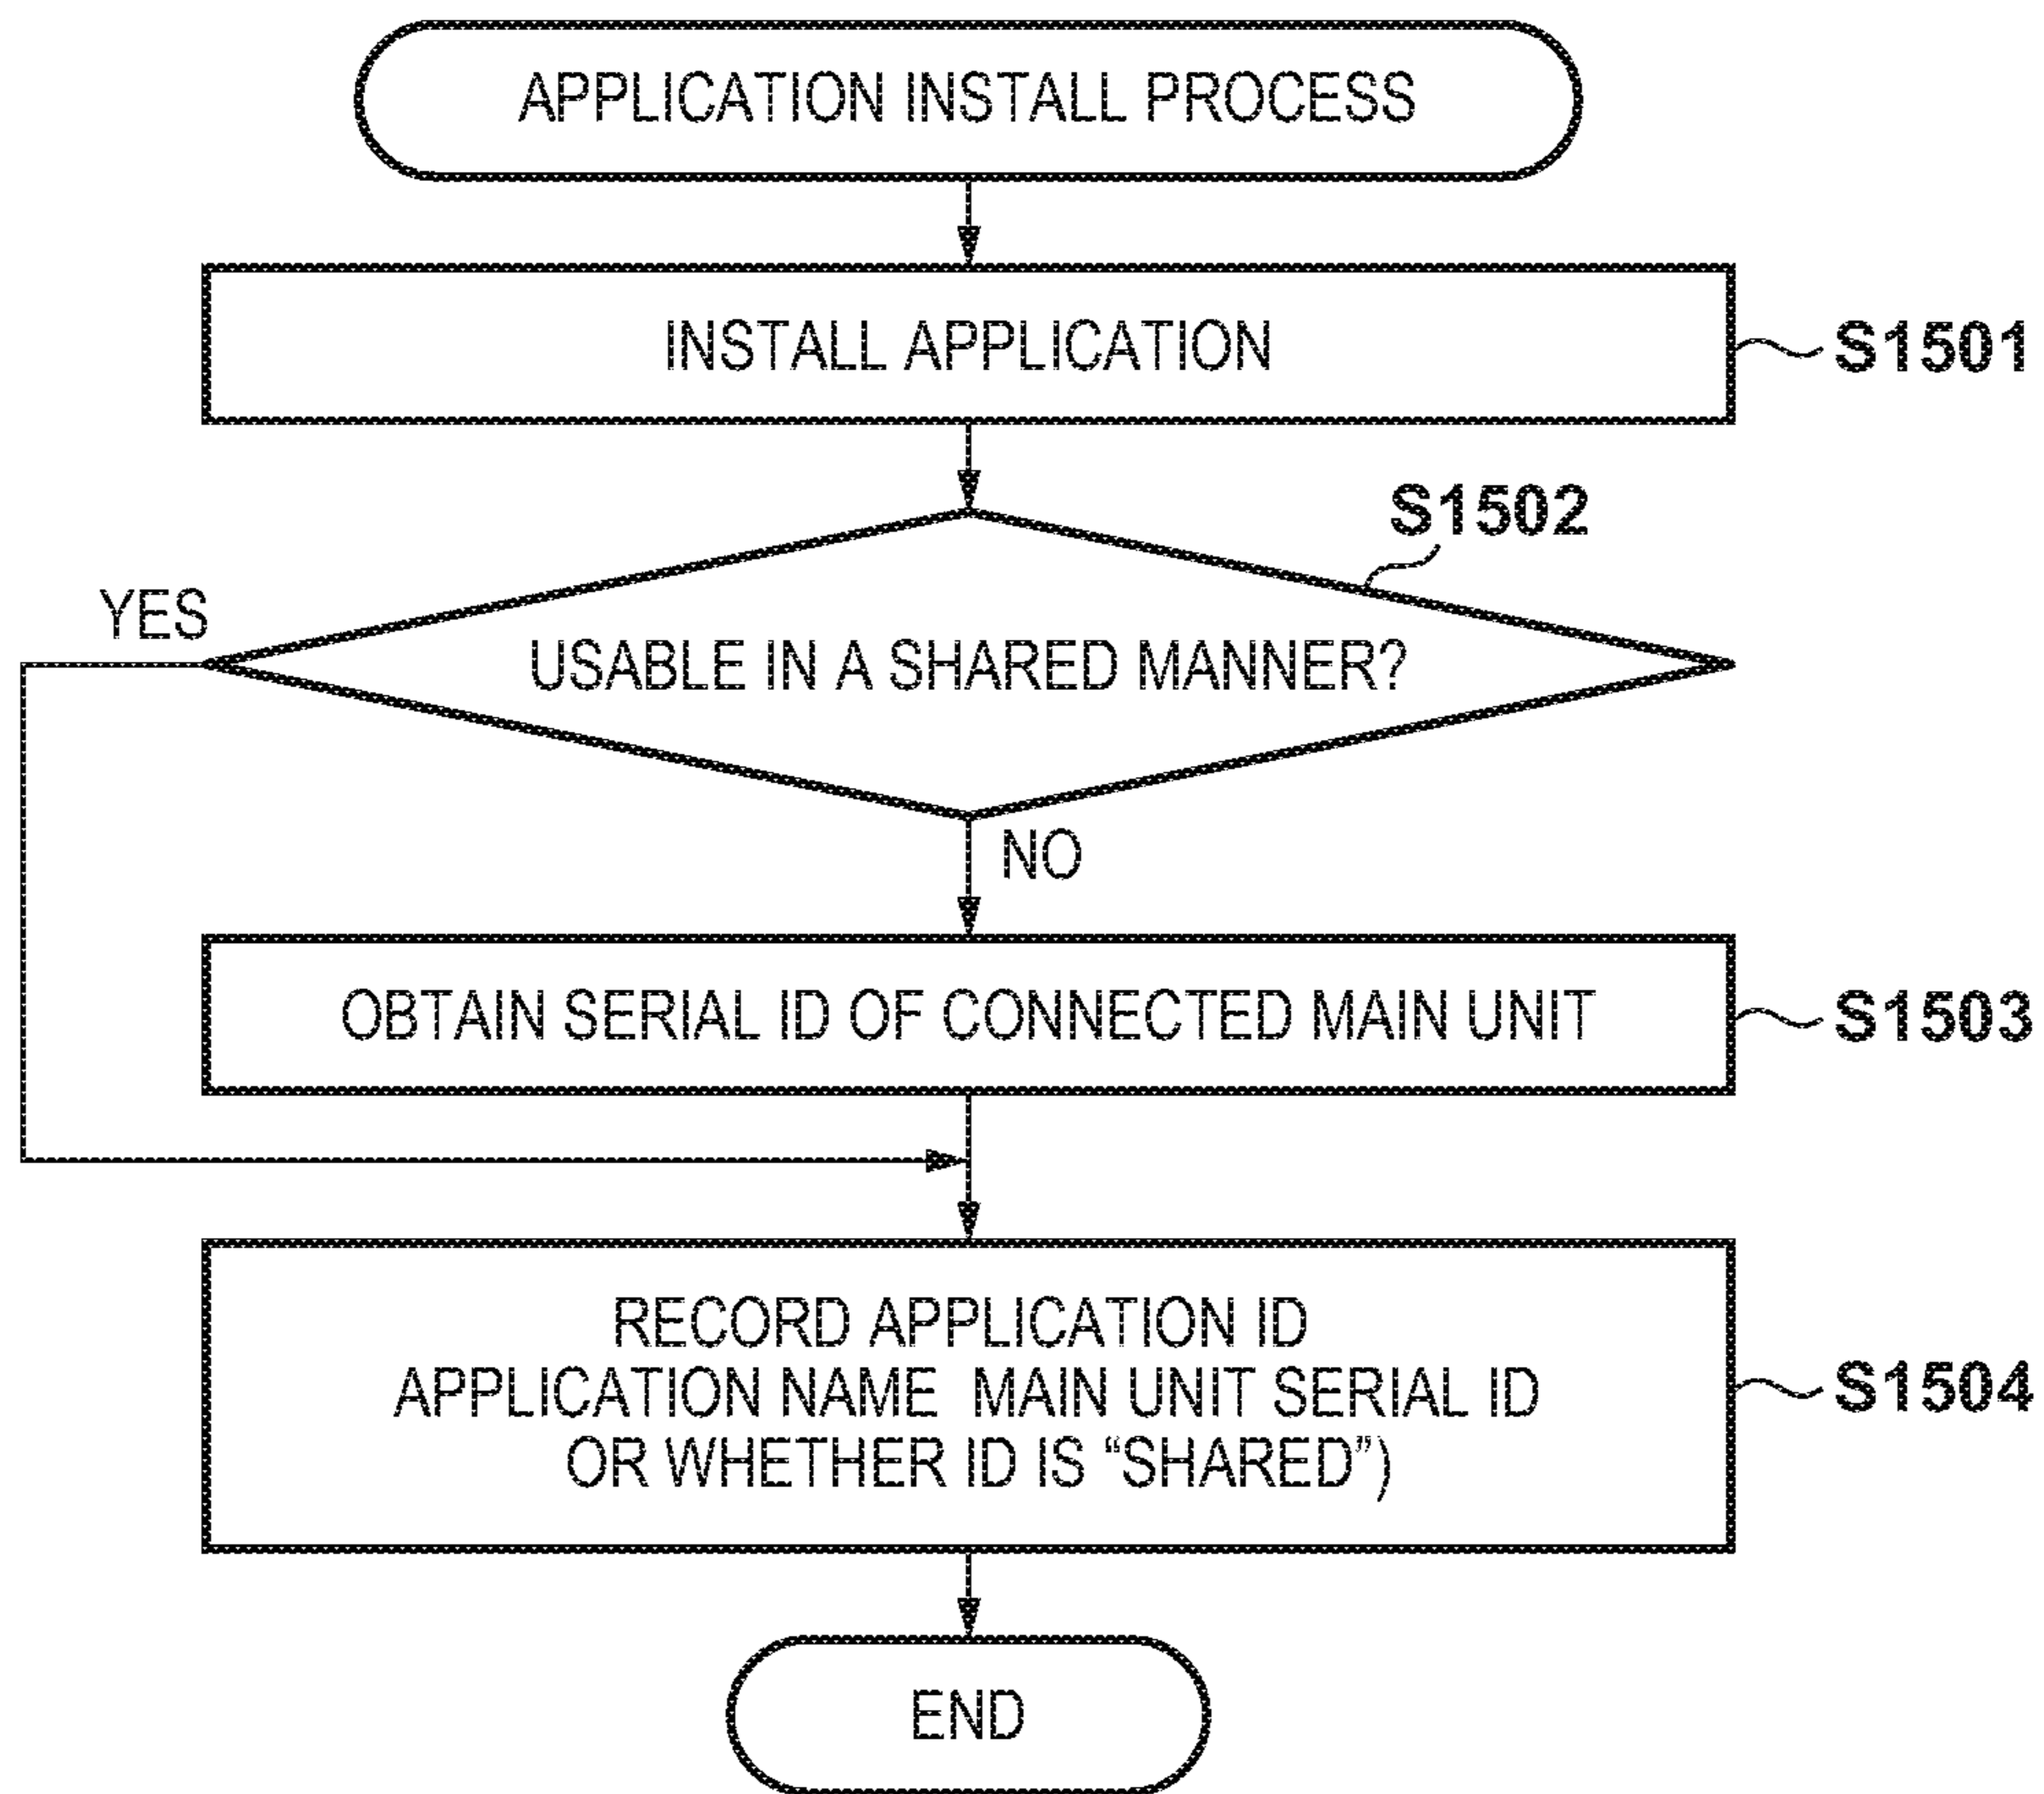 APPLICATION INSTALL PROCESS
INSTALL APPLICATION
S1501
S1502
YES
USABLE IN A SHARED MANNER?
NO
OBTAIN SERIAL ID OF CONNECTED MAIN UNIT
S1503
RECORD APPLICATION ID
APPLICATION NAME MAIN UNIT SERIAL ID
OR WHETHER ID IS “SHARED”)
S1504
END